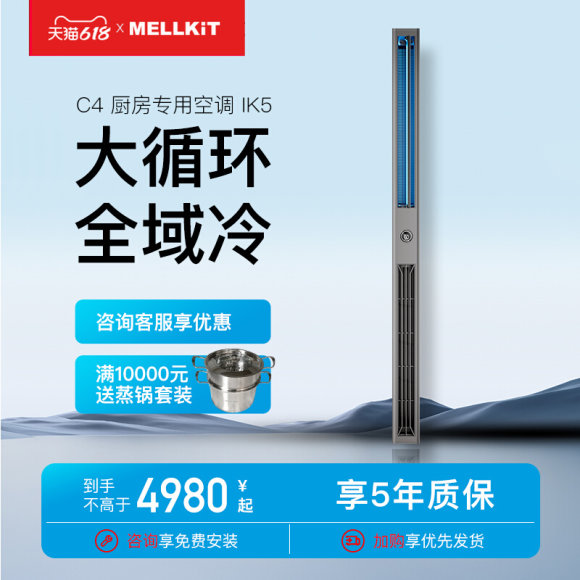 天猫618 x MELLKIT
C4 厨房专用空调 IK5
大循环
全域冷
咨询客服享优惠
满10000元
送蒸锅套装
到手
不高于 4980 ¥起
享5年质保
咨询享免费安装
加购享优先发货